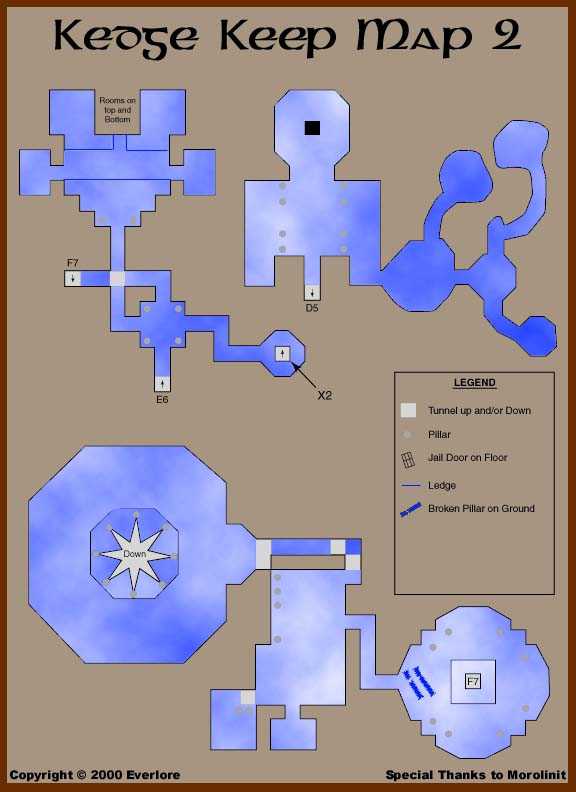 Kedge Keep Map 2
Rooms on
top and
Bottom
F7
D5
E6
X2
LEGEND
Tunnel up and/or Down
Pillar
Jail Door on Floor
Ledge
Broken Pillar on Ground
Down
F7
Copyright © 2000 Everlore
Special Thanks to Morolinit